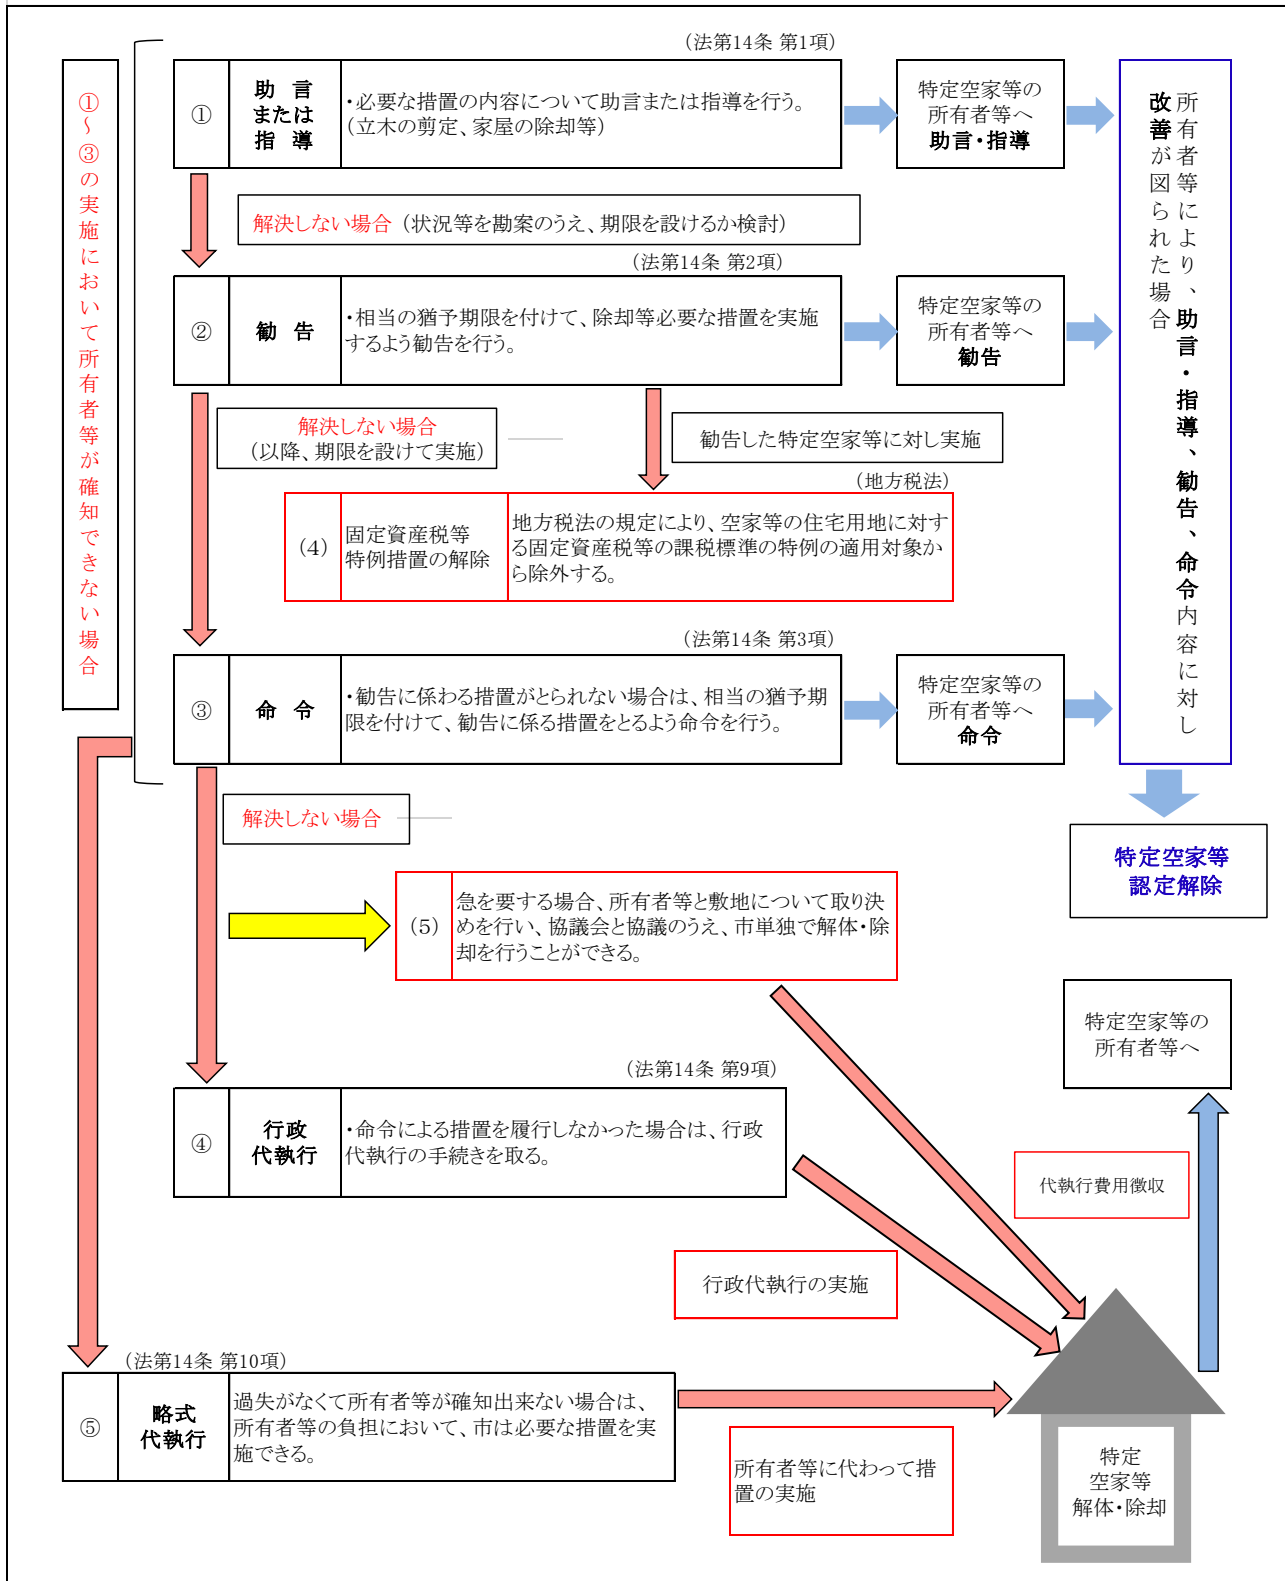 ①～③の実施において所有者等が確知できない場合
(法第14条 第1項)
①
助 言
または
指 導
・必要な措置の内容について助言または指導を行う。
(立木の剪定、家屋の除却等)
特定空家等の
所有者等へ
助言・指導
所有者等により、助言・指導、勧告、命令内容に対し
改善が図られた場合
解決しない場合 (状況等を勘案のうえ、期限を設けるか検討)
(法第14条 第2項)
②
勧 告
・相当の猶予期限を付けて、除却等必要な措置を実施
するよう勧告を行う。
特定空家等の
所有者等へ
勧告
解決しない場合
(以降、期限を設けて実施)
勧告した特定空家等に対し実施
(地方税法)
(4)
固定資産税等
特例措置の解除
地方税法の規定により、空家等の住宅用地に対す
る固定資産税等の課税標準の特例の適用対象か
ら除外する。
(法第14条 第3項)
③
命 令
・勧告に係わる措置がとられない場合は、相当の猶予期
限を付けて、勧告に係る措置をとるよう命令を行う。
特定空家等の
所有者等へ
命令
解決しない場合
特定空家等
認定解除
(5)
急を要する場合、所有者等と敷地について取り決
めを行い、協議会と協議のうえ、市単独で解体・除
却を行うことができる。
特定空家等の
所有者等へ
(法第14条 第9項)
④
行政
代執行
・命令による措置を履行しなかった場合は、行政
代執行の手続きを取る。
代執行費用徴収
行政代執行の実施
(法第14条 第10項)
⑤
略式
代執行
過失がなくて所有者等が確知出来ない場合は、
所有者等の負担において、市は必要な措置を実
施できる。
所有者等に代わって措
置の実施
特定
空家等
解体・除却